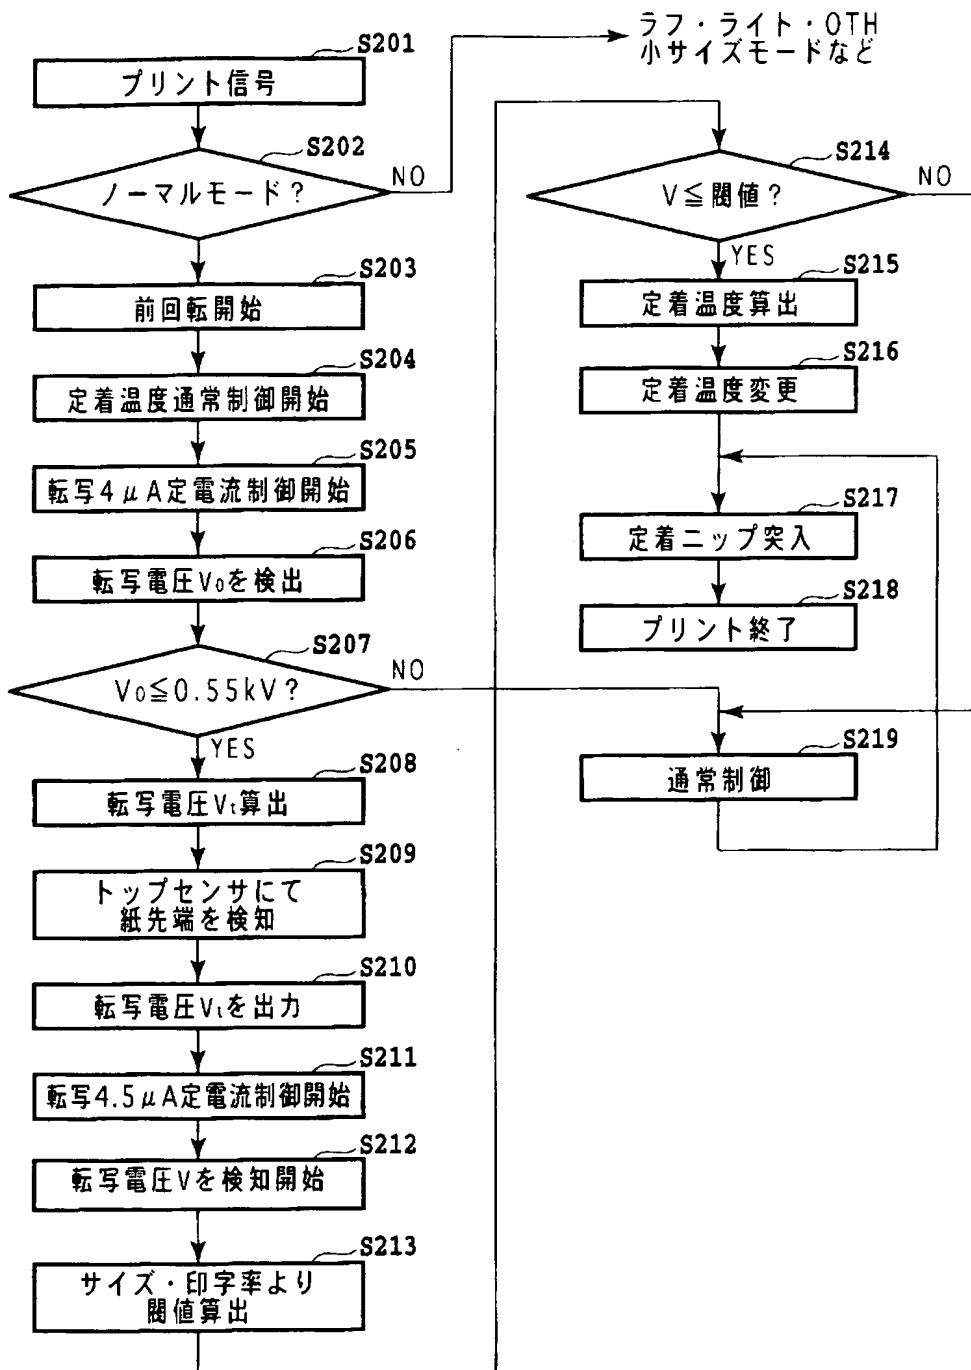 S201
プリント信号
ラフ・ライト・OTH
小サイズモードなど
S202
ノーマルモード?
NO
S203
前回転開始
S204
定着温度通常制御開始
S205
転写4μA定電流制御開始
S206
転写電圧V0を検出
S207
V0≦0.55kV?
NO
YES
S208
転写電圧Vt算出
S209
トップセンサにて
紙先端を検知
S210
転写電圧Vtを出力
S211
転写4.5μA定電流制御開始
S212
転写電圧Vを検知開始
S213
サイズ・印字率より
閾値算出
S214
V≦閾値?
NO
YES
S215
定着温度算出
S216
定着温度変更
S217
定着ニップ突入
S218
プリント終了
S219
通常制御